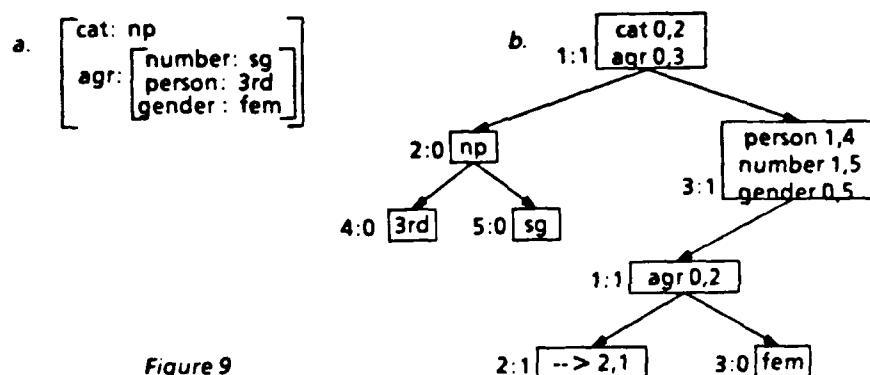 a.
cat: np
agr:
number: sg
person: 3rd
gender : fem
b.
1:1
cat 0,2
agr 0,3
2:0 np
3:1
person 1,4
number 1,5
gender 0,5
4:0 3rd
5:0 sg
1:1 agr 0,2
2:1 --> 2,1
3:0 fem
Figure 9